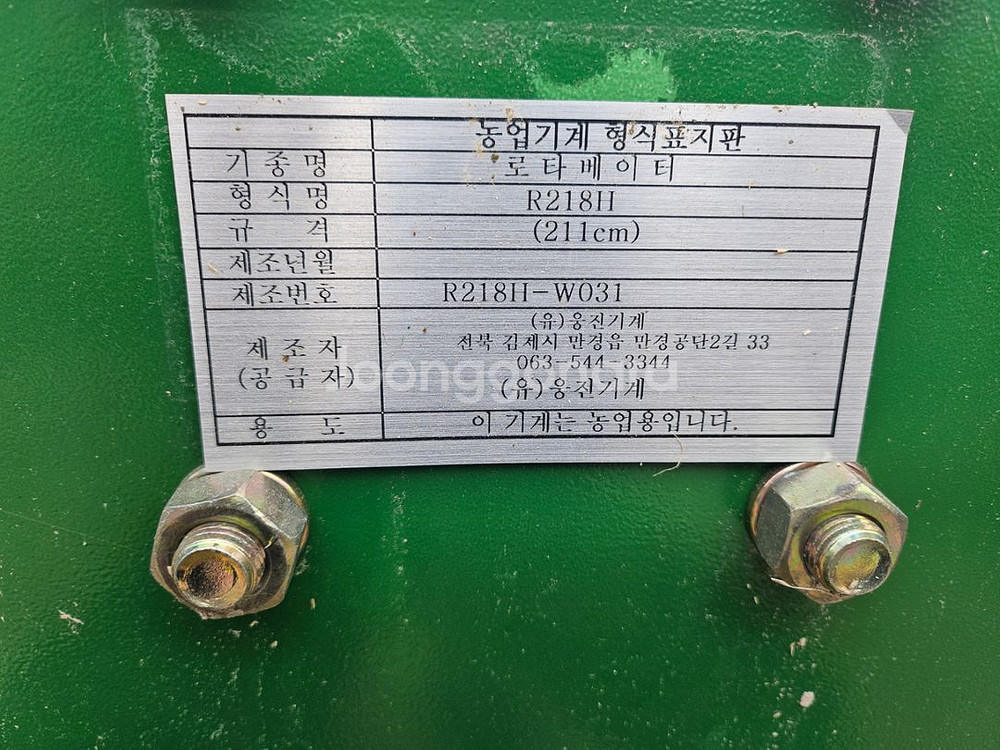 농업기계 형식표지판
기종명 로타베이터
형식명 R218H
규격 (211cm)
제조년월
제조번호 R218H-W031
제조자
(공급자)
(유)웅진기계
전북 김제시 만경읍 만경공단2길 33
063-544-3344
(유)웅진기계
용도 이 기계는 농업용입니다.